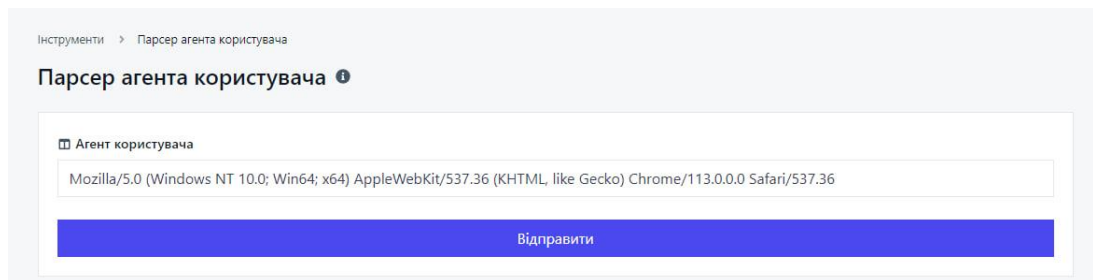 Інструменти > Парсер агента користувача
Парсер агента користувача
Агент користувача
Mozilla/5.0 (Windows NT 10.0; Win64; x64) AppleWebKit/537.36 (KHTML, like Gecko) Chrome/113.0.0.0 Safari/537.36
Відправити